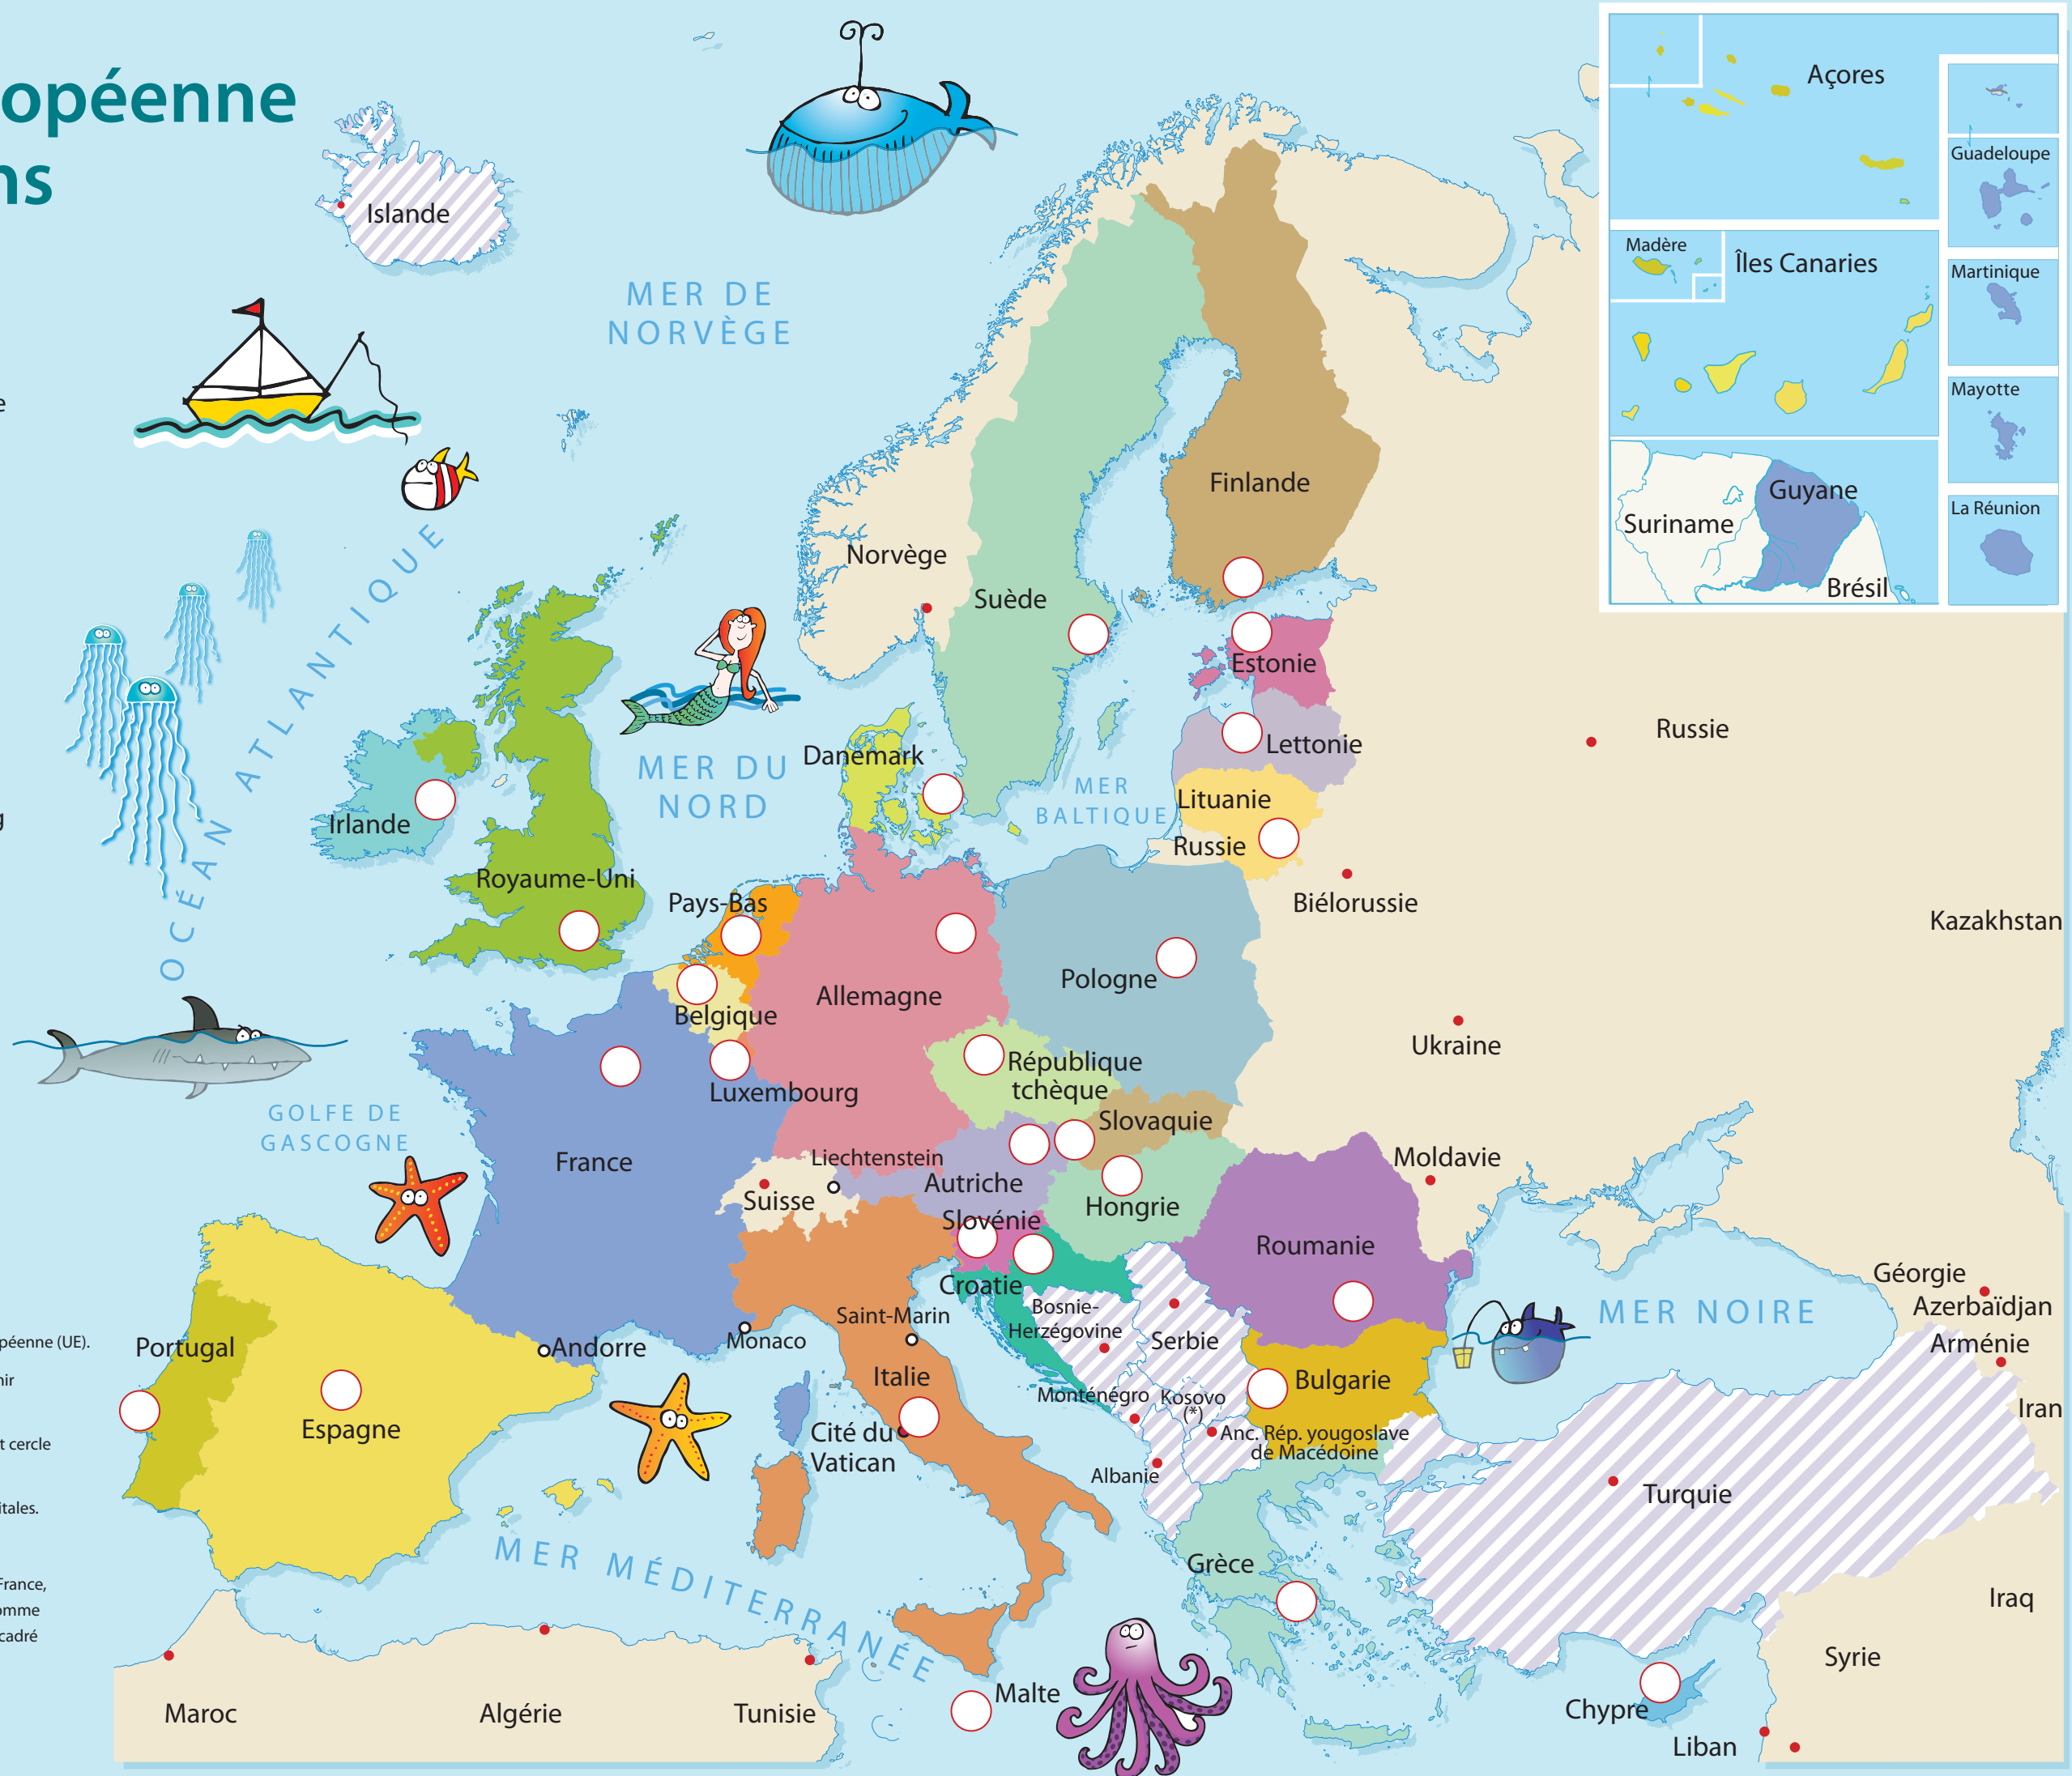 opéenne
ns
e
g
péenne (UE).
nir
t cercle
itales.
France,
omme
cadré
Islande
MER DE
NORVÈGE
OCÉAN ATLANTIQUE
Norvège
Suède
Finlande
Estonie
Lettonie
Lituanie
Russie
Russie
Biélorussie
Kazakhstan
MER DU
NORD
Danemark
MER
BALTIQUE
Irlande
Royaume-Uni
Pays-Bas
Belgique
Allemagne
Pologne
Luxembourg
République
tchèque
Ukraine
Slovaquie
GOLFE DE
GASCOGNE
France
Liechtenstein
Suisse
Autriche
Hongrie
Moldavie
Slovénie
Croatie
Roumanie
Bosnie-
Herzégovine
Serbie
Saint-Marin
Monaco
Andorre
Portugal
Espagne
Italie
Cité du
Vatican
Monténégro
Kosovo
(*)
Bulgarie
Anc. Rép. yougoslave
de Macédoine
Albanie
Grèce
MER NOIRE
Géorgie
Azerbaïdjan
Arménie
Iran
Turquie
Iraq
Syrie
Chypre
Liban
MER MÉDITERRANÉE
Malte
Maroc
Algérie
Tunisie
Açores
Madère
Îles Canaries
Suriname
Guyane
Brésil
Guadeloupe
Martinique
Mayotte
La Réunion